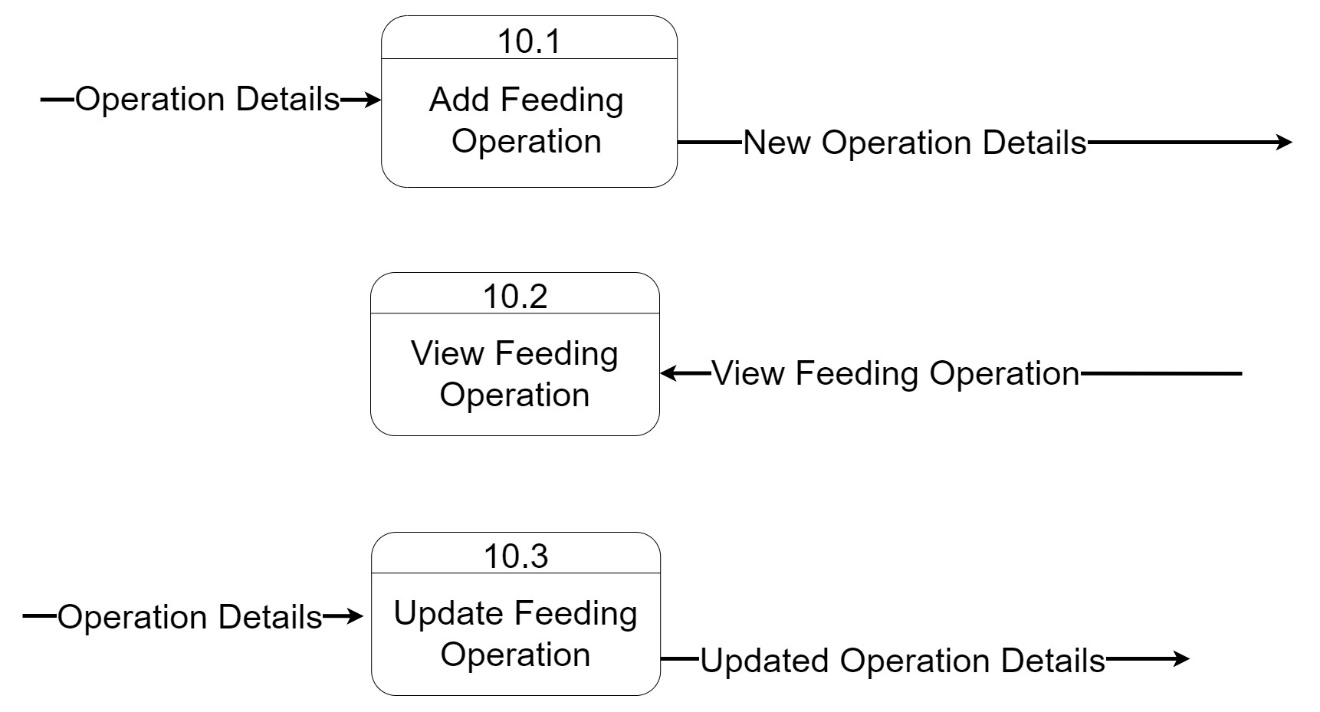 10.1
Operation Details
Add Feeding
Operation
New Operation Details
10.2
View Feeding
Operation
View Feeding Operation
10.3
Operation Details
Update Feeding
Operation
Updated Operation Details